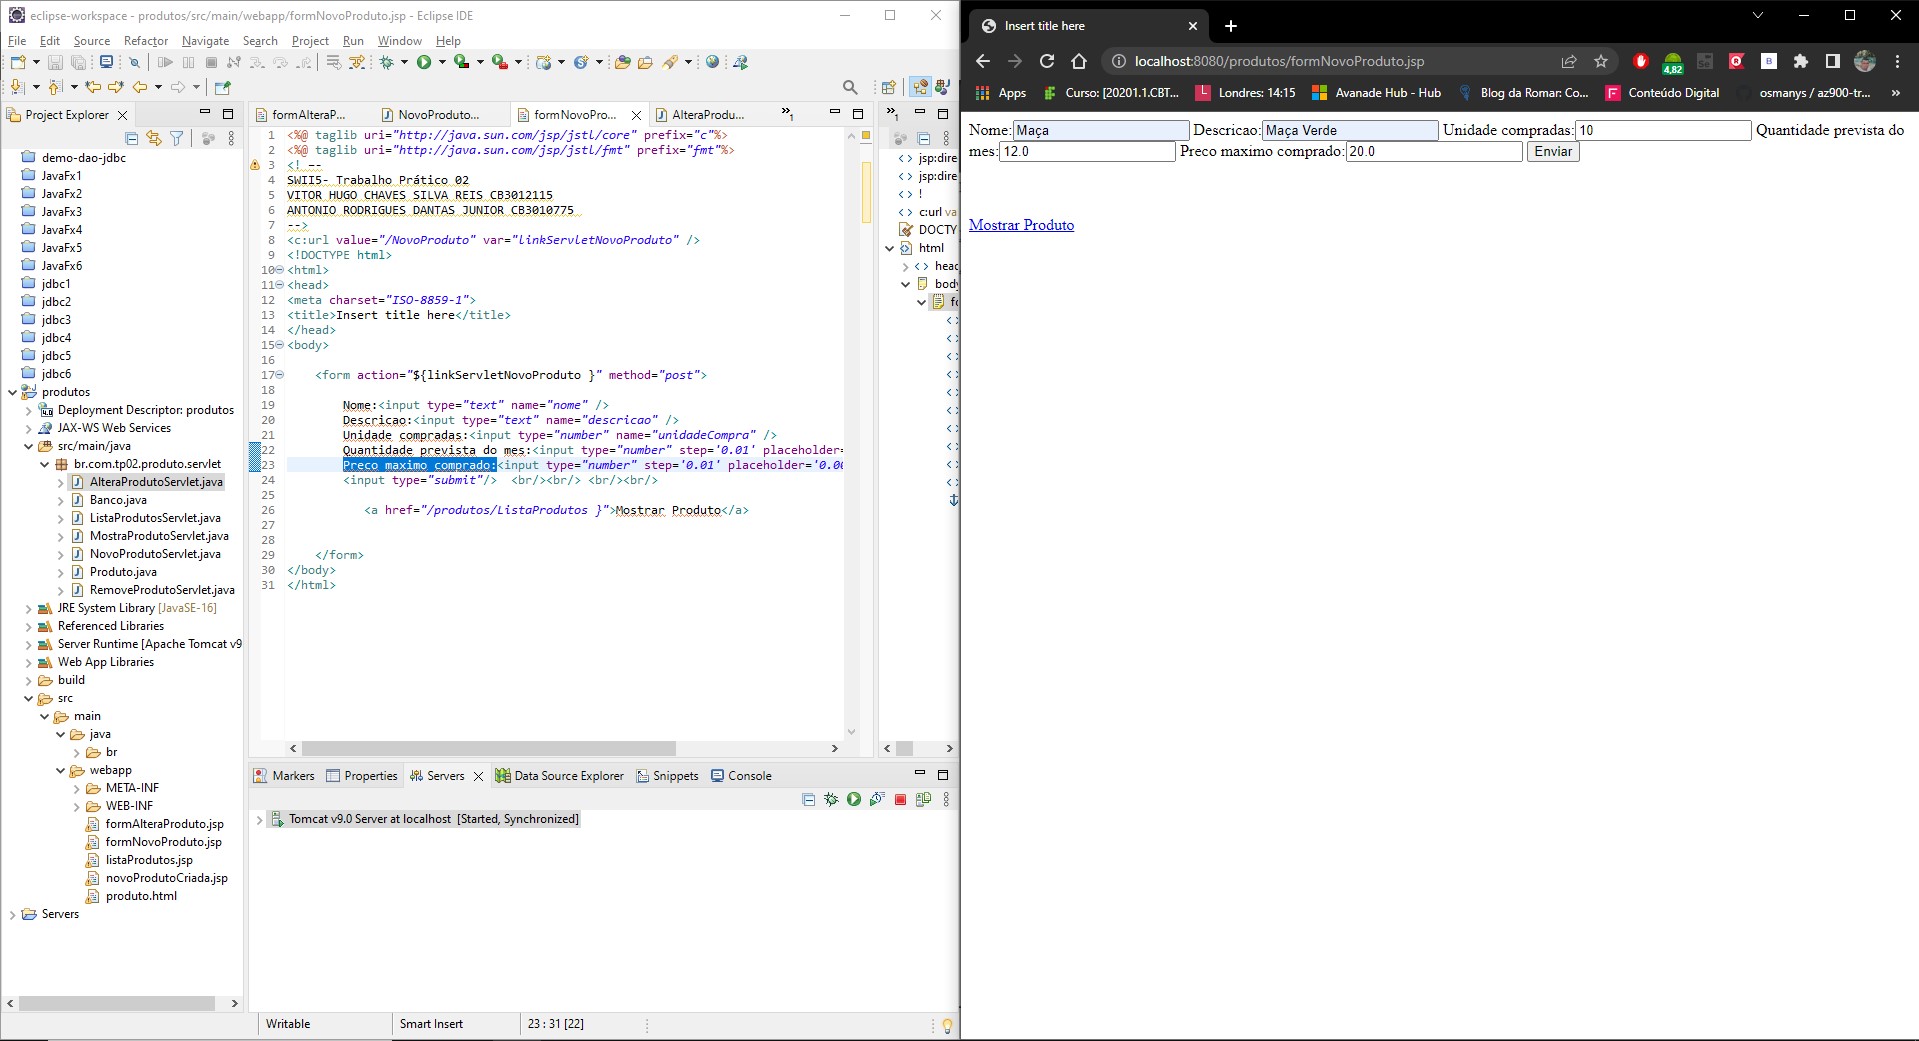 eclipse-workspace - produtos/src/main/webapp/formNovoProduto.jsp - Eclipse IDE
File Edit Source Refactor Navigate Search Project Run Window Help
Project Explorer
demo-dao-jdbc
JavaFx1
JavaFx2
JavaFx3
JavaFx4
JavaFx5
JavaFx6
jdbc1
jdbc2
jdbc3
jdbc4
jdbc5
jdbc6
produtos
Deployment Descriptor: produtos
JAX-WS Web Services
src/main/java
br.com.tp02.produto.servlet
AlteraProdutoServlet.java
Banco.java
ListaProdutosServlet.java
MostraProdutoServlet.java
NovoProdutoServlet.java
Produto.java
RemoveProdutoServlet.java
JRE System Library [JavaSE-16]
Referenced Libraries
Server Runtime [Apache Tomcat v9
Web App Libraries
build
src
main
java
br
webapp
META-INF
WEB-INF
formAlteraProduto.jsp
formNovoProduto.jsp
listaProdutos.jsp
novoProdutoCriada.jsp
produto.html
Servers
formAlteraP... NovoProduto... formNovoPro... AlteraProdu... »1
1 <%@ taglib uri="http://java.sun.com/jsp/jstl/core" prefix="c"%>
2 <%@ taglib uri="http://java.sun.com/jsp/jstl/fmt" prefix="fmt"%>
3 <! --
4 SWII5- Trabalho Prático 02
5 VITOR HUGO CHAVES SILVA REIS CB3012115
6 ANTONIO RODRIGUES DANTAS JUNIOR CB3010775
7 -->
8 <c:url value="/NovoProduto" var="linkServletNovoProduto" />
9 <!DOCTYPE html>
10 <html>
11 <head>
12 <meta charset="ISO-8859-1">
13 <title>Insert title here</title>
14 </head>
15 <body>
16
17 <form action="${linkServletNovoProduto }" method="post">
18
19 Nome:<input type="text" name="nome" />
20 Descricao:<input type="text" name="descricao" />
21 Unidade compradas:<input type="number" name="unidadeCompra" />
22 Quantidade prevista do mes:<input type="number" step='0.01' placeholder=
23 Preco maximo comprado:<input type="number" step='0.01' placeholder='0.00
24 <input type="submit"/> <br/><br/> <br/><br/>
25
26 <a href="/produtos/ListaProdutos }">Mostrar Produto</a>
27
28
29 </form>
30 </body>
31 </html>
»1
jsp:dire
jsp:dire
!
c:url va
DOCTY
html
head
body
fo
Markers Properties Servers Data Source Explorer Snippets Console
Tomcat v9.0 Server at localhost [Started, Synchronized]
Writable Smart Insert 23 : 31 [22]
Insert title here
localhost:8080/produtos/formNovoProduto.jsp
4,82
Apps Curso: [20201.1.CBT... Londres: 14:15 Avanade Hub - Hub Blog da Romar: Co... Conteúdo Digital osmanys / az900-tr... »
Nome: Maça Descricao: Maça Verde Unidade compradas: 10 Quantidade prevista do
mes: 12.0 Preco maximo comprado: 20.0 Enviar
Mostrar Produto